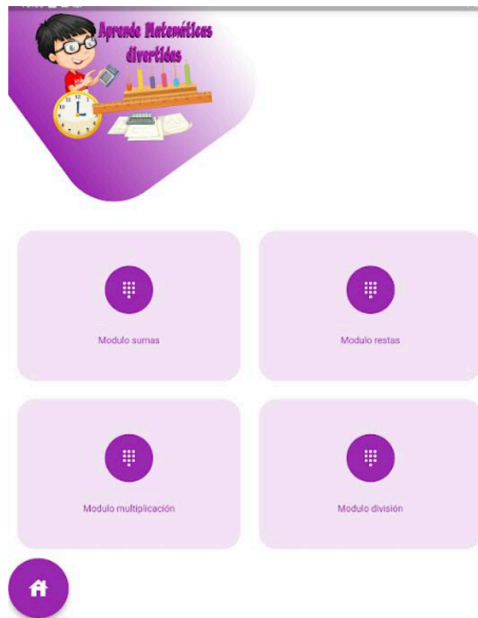 Aprende Matemáticas
divertidas
Modulo sumas
Modulo restas
Modulo multiplicación
Modulo división